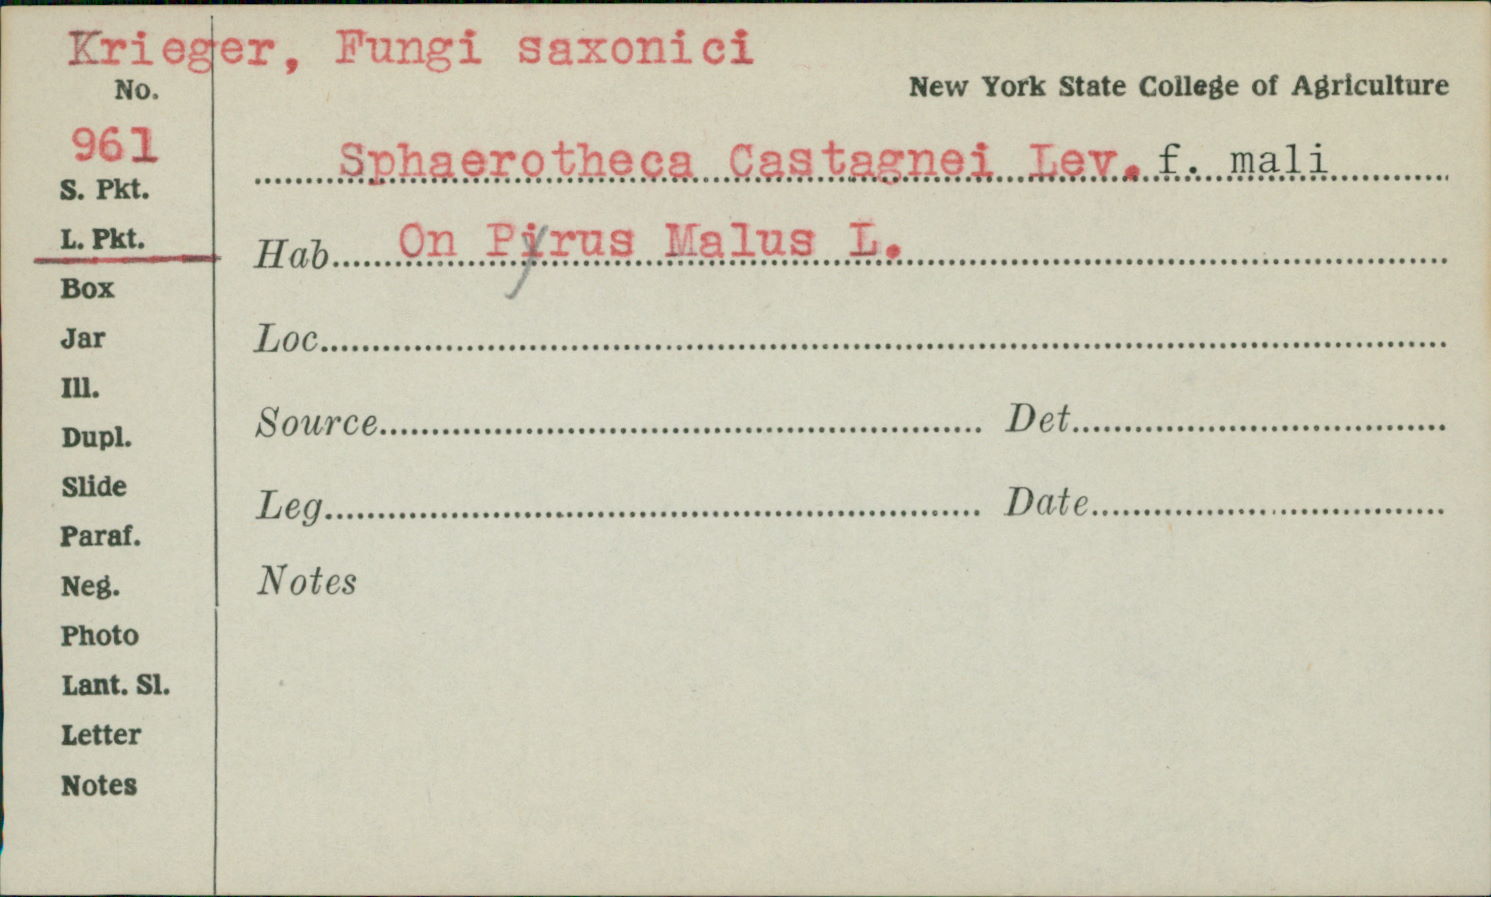 Krieger, Fungi saxonici
No.
New York State College of Agriculture
961
Sphaerotheca Castagnei Lev. f. mali
S. Pkt.
L. Pkt.
Hab. On Pyrus Malus L.
Box
Jar
Loc.
Ill.
Dupl.
Source Det.
Slide
Leg. Date
Paraf.
Neg.
Notes
Photo
Lant. Sl.
Letter
Notes